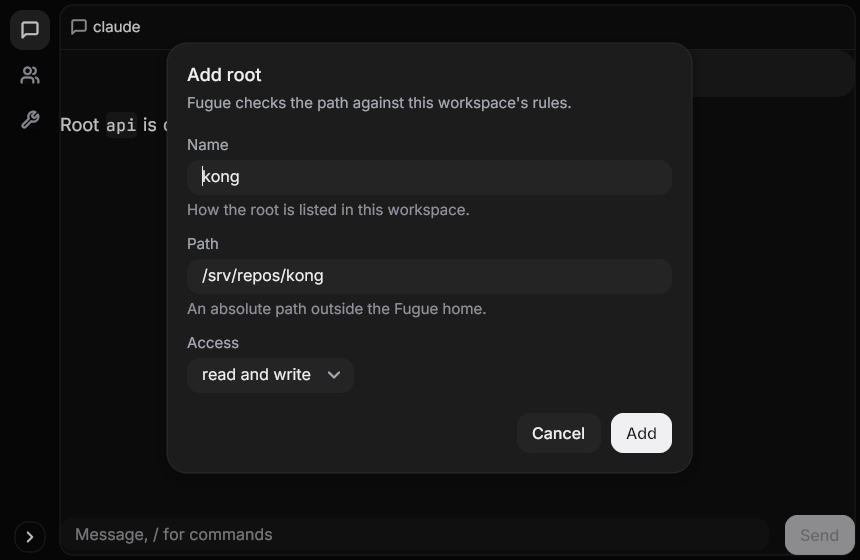 claude
Add root
Fugue checks the path against this workspace's rules.
Root api is
Name
kong
How the root is listed in this workspace.
Path
/srv/repos/kong
An absolute path outside the Fugue home.
Access
read and write
Cancel
Add
Message, / for commands
Send